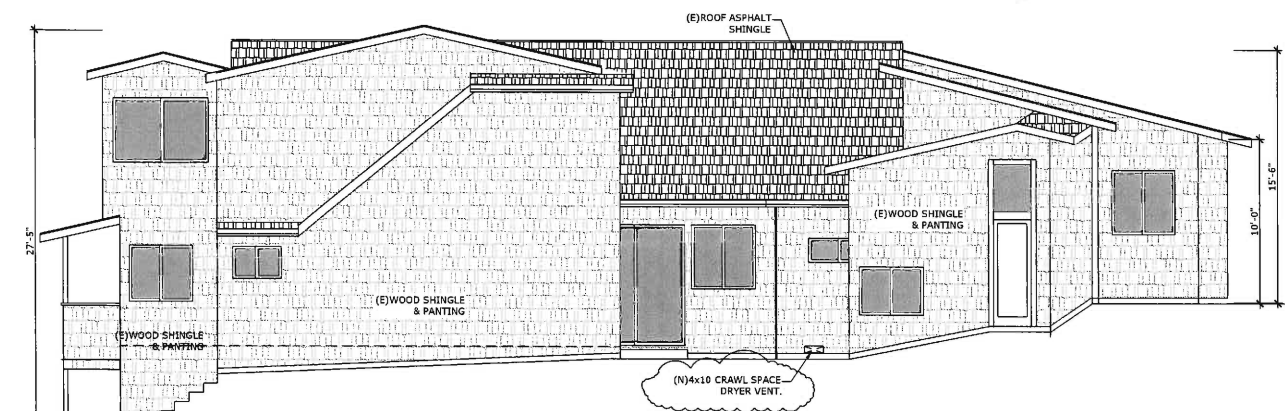 (E)ROOF ASPHALT
SHINGLE
27'-5"
15'-6"
10'-0"
(E)WOOD SHINGLE
& PANTING
(E)WOOD SHINGLE
& PANTING
(E)WOOD SHINGLE
& PANTING
(N)4x10 CRAWL SPACE
DRYER VENT.